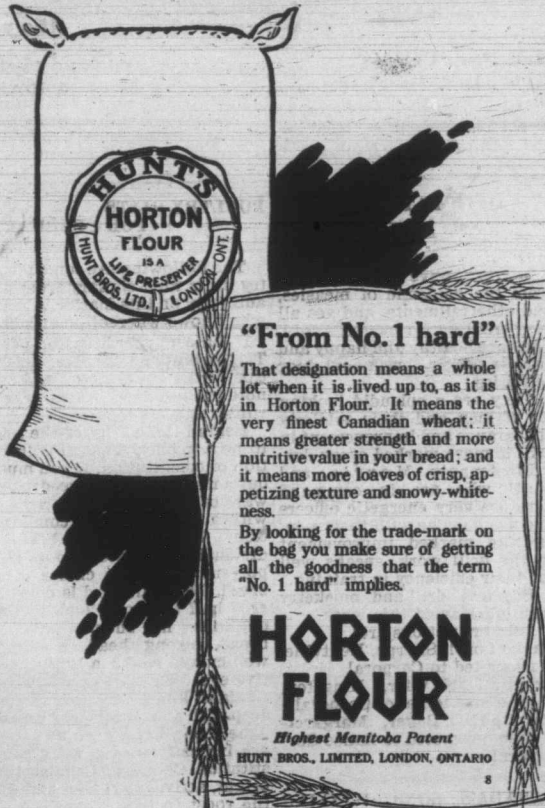 HUNT'S
HORTON
FLOUR
IS A
LIFE PRESERVER
HUNT BROS. LTD. LONDON ONT.
"From No. 1 hard"
That designation means a whole
lot when it is lived up to, as it is
in Horton Flour. It means the
very finest Canadian wheat; it
means greater strength and more
nutritive value in your bread; and
it means more loaves of crisp, ap-
petizing texture and snowy-white-
ness.
By looking for the trade-mark on
the bag you make sure of getting
all the goodness that the term
"No. 1 hard" implies.
HORTON
FLOUR
Highest Manitoba Patent
HUNT BROS., LIMITED, LONDON, ONTARIO
8